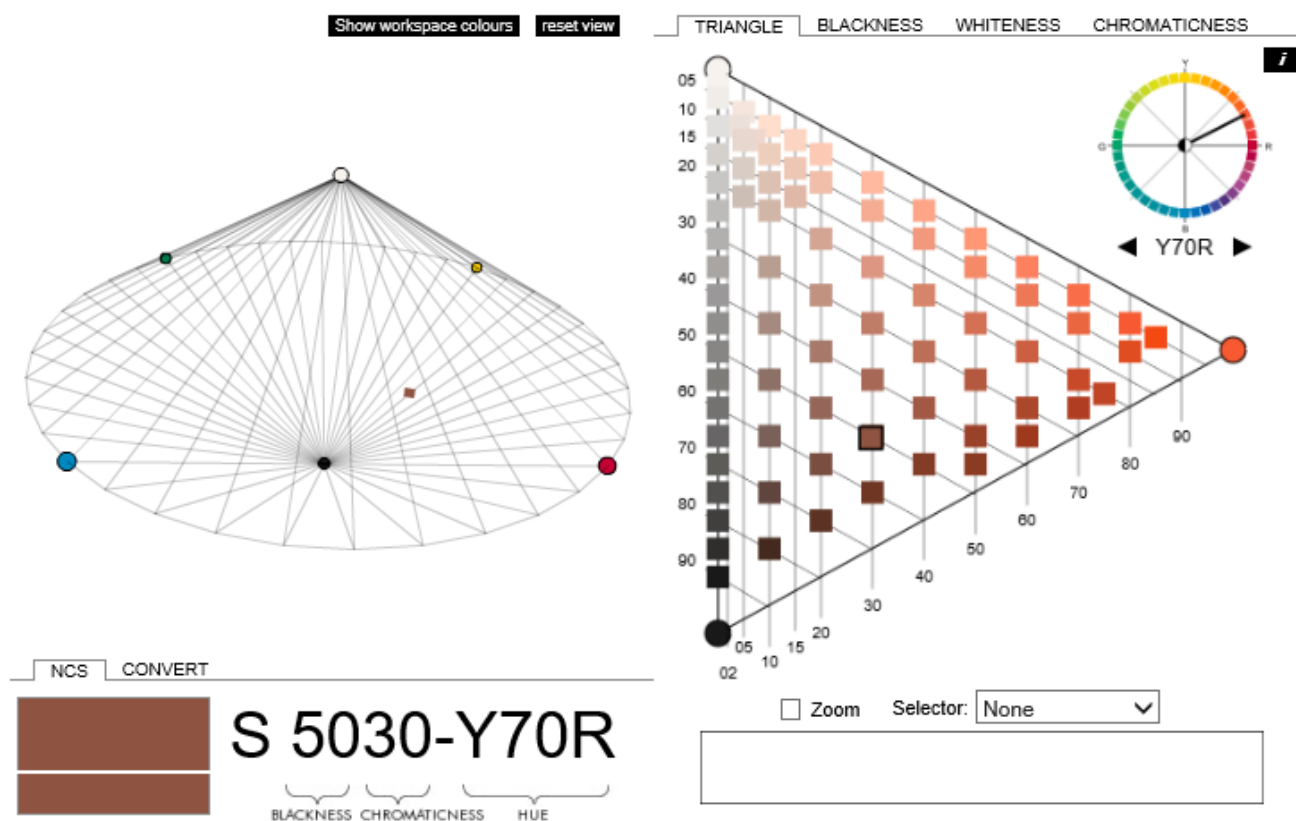 Show workspace colours
reset view
TRIANGLE
BLACKNESS
WHITENESS
CHROMATICNESS
i
Y
G
R
B
Y70R
05
10
15
20
30
40
50
60
70
80
90
02
05
10
15
20
30
40
50
60
70
80
90
NCS
CONVERT
S 5030-Y70R
BLACKNESS
CHROMATICNESS
HUE
Zoom
Selector:
None